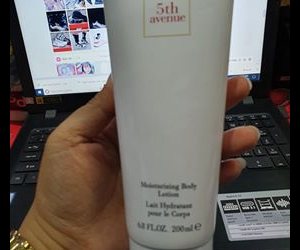 5th
avenue
Moisturizing Body
Lotion
Lait Hydratant
pour le Corps
6.8 FL.OZ. 200ml e